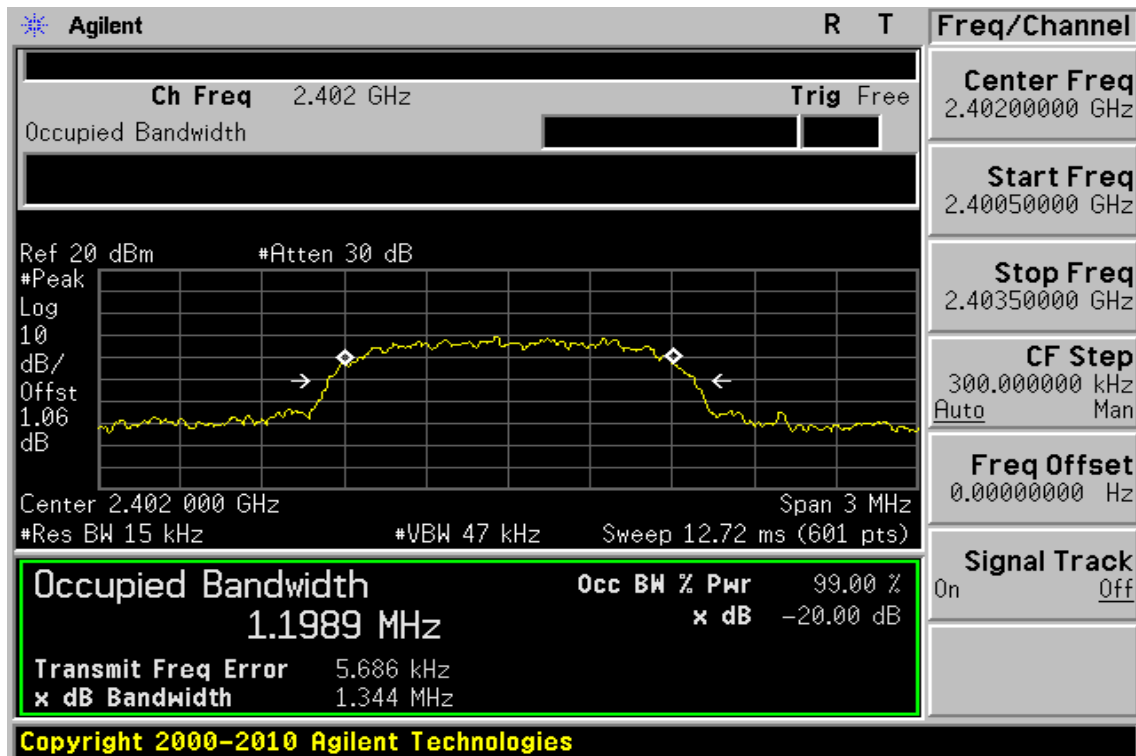 Agilent R T Freq/Channel
Ch Freq 2.402 GHz Trig Free
Occupied Bandwidth
Center Freq
2.40200000 GHz
Start Freq
2.40050000 GHz
Stop Freq
2.40350000 GHz
CF Step
300.000000 kHz
Auto Man
Freq Offset
0.00000000 Hz
Signal Track
On Off
Ref 20 dBm #Atten 30 dB
#Peak
Log
10
dB/
Offst
1.06
dB
Center 2.402 000 GHz Span 3 MHz
#Res BW 15 kHz #VBW 47 kHz Sweep 12.72 ms (601 pts)
Occupied Bandwidth Occ BW % Pwr 99.00 %
1.1989 MHz x dB -20.00 dB
Transmit Freq Error 5.686 kHz
x dB Bandwidth 1.344 MHz
Copyright 2000-2010 Agilent Technologies